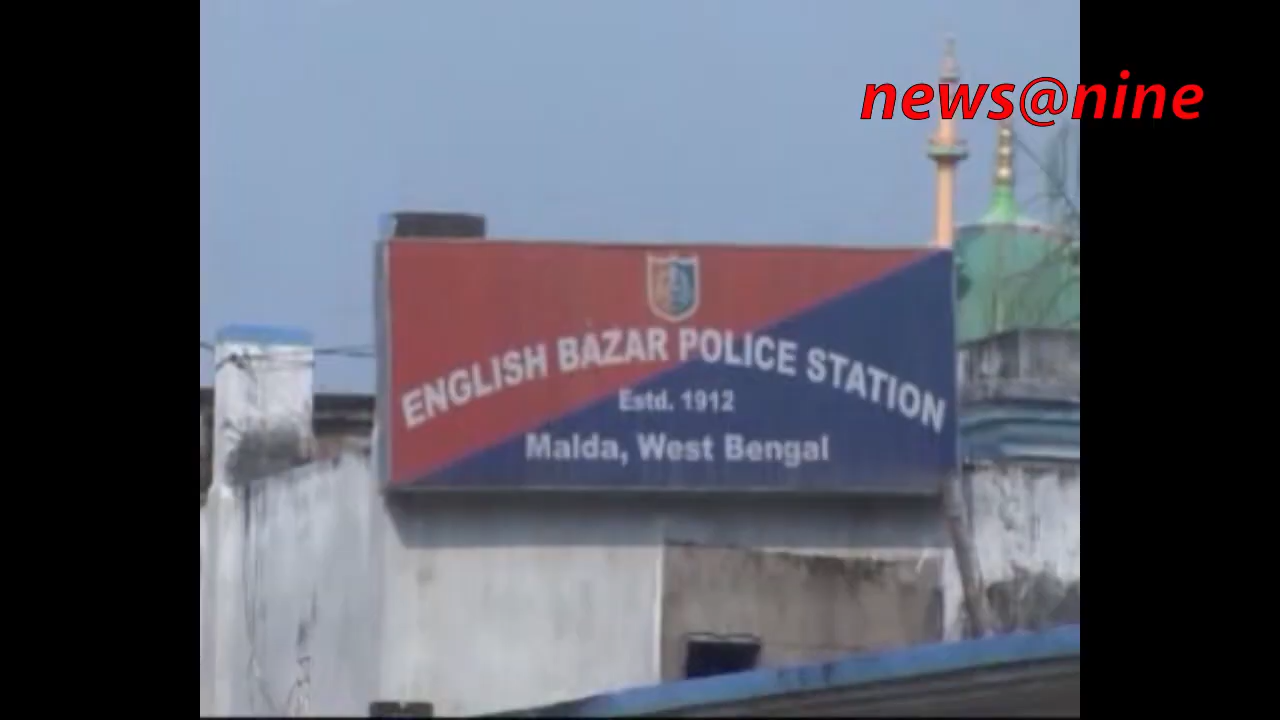 news@nine
ENGLISH BAZAR POLICE STATION
Estd. 1912
Malda, West Bengal